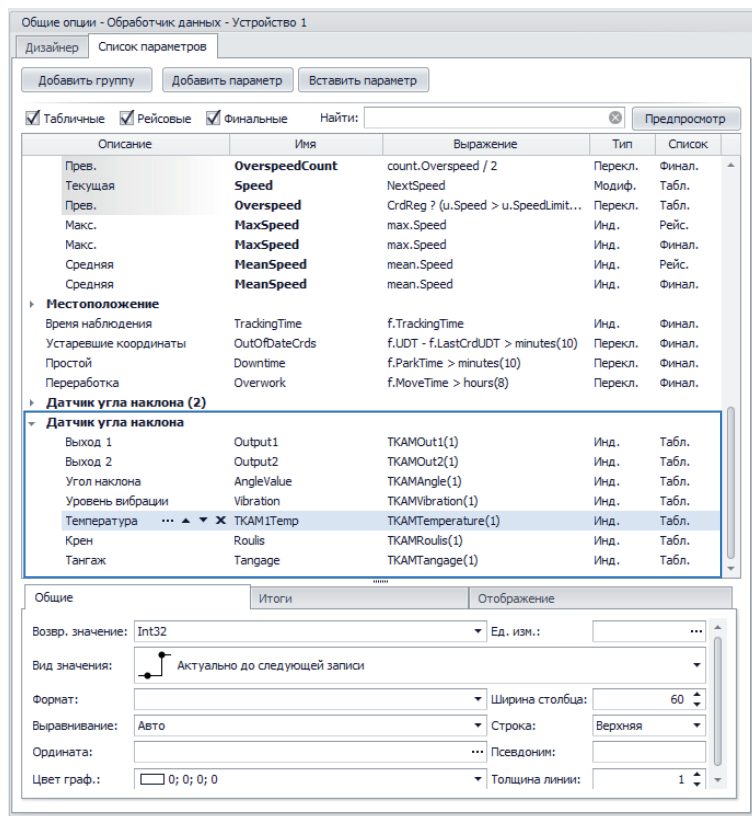 Общие опции - Обработчик данных - Устройство 1
Дизайнер Список параметров
Добавить группу Добавить параметр Вставить параметр
Табличные Рейсовые Финальные Найти: Предпросмотр
Описание Имя Выражение Тип Список
Прев. OverspeedCount count.Overspeed / 2 Перекл. Финал.
Текущая Speed NextSpeed Модиф. Табл.
Прев. Overspeed CrdReg ? (u.Speed > u.SpeedLimit... Перекл. Табл.
Макс. MaxSpeed max.Speed Инд. Рейс.
Макс. MaxSpeed max.Speed Инд. Финал.
Средняя MeanSpeed mean.Speed Инд. Рейс.
Средняя MeanSpeed mean.Speed Инд. Финал.
Местоположение
Время наблюдения TrackingTime f.TrackingTime Инд. Финал.
Устаревшие координаты OutOfDateCrds f.UDT - f.LastCrdUDT > minutes(10) Перекл. Финал.
Простой Downtime f.ParkTime > minutes(10) Перекл. Финал.
Переработка Overwork f.MoveTime > hours(8) Перекл. Финал.
Датчик угла наклона (2)
Датчик угла наклона
Выход 1 Output1 TKAMOut1(1) Инд. Табл.
Выход 2 Output2 TKAMOut2(1) Инд. Табл.
Угол наклона AngleValue TKAMAngle(1) Инд. Табл.
Уровень вибрации Vibration TKAMVibration(1) Инд. Табл.
Температура ... TKAM1Temp TKAMTemperature(1) Инд. Табл.
Крен Roulis TKAMRoulis(1) Инд. Табл.
Тангаж Tangage TKAMTangage(1) Инд. Табл.
Общие Итоги Отображение
Возвр. значение: Int32 Ед. изм.: ...
Вид значения: Актуально до следующей записи
Формат: Ширина столбца: 60
Выравнивание: Авто Строка: Верхняя
Ордината: ... Псевдоним:
Цвет граф.: 0; 0; 0; 0 Толщина линии: 1